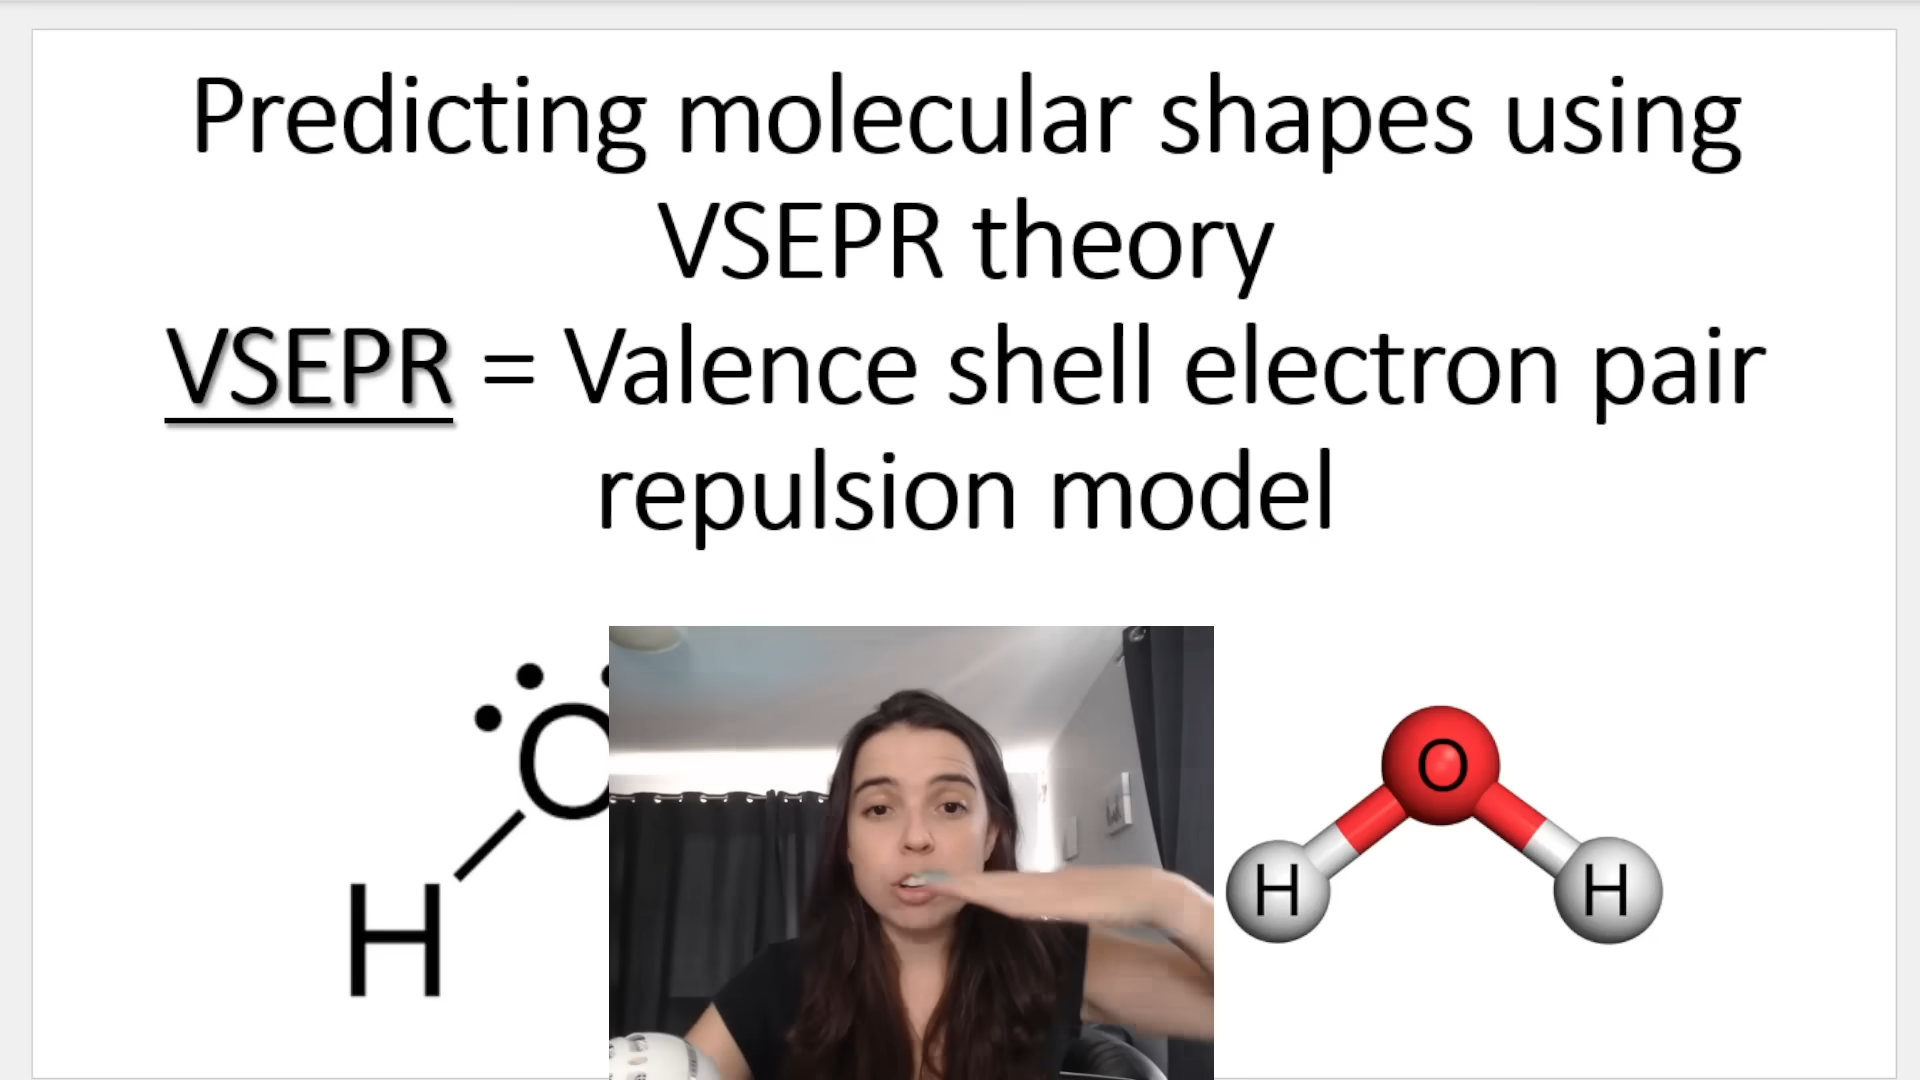 Predicting molecular shapes using
VSEPR theory
VSEPR = Valence shell electron pair
repulsion model
O
H
O
H H